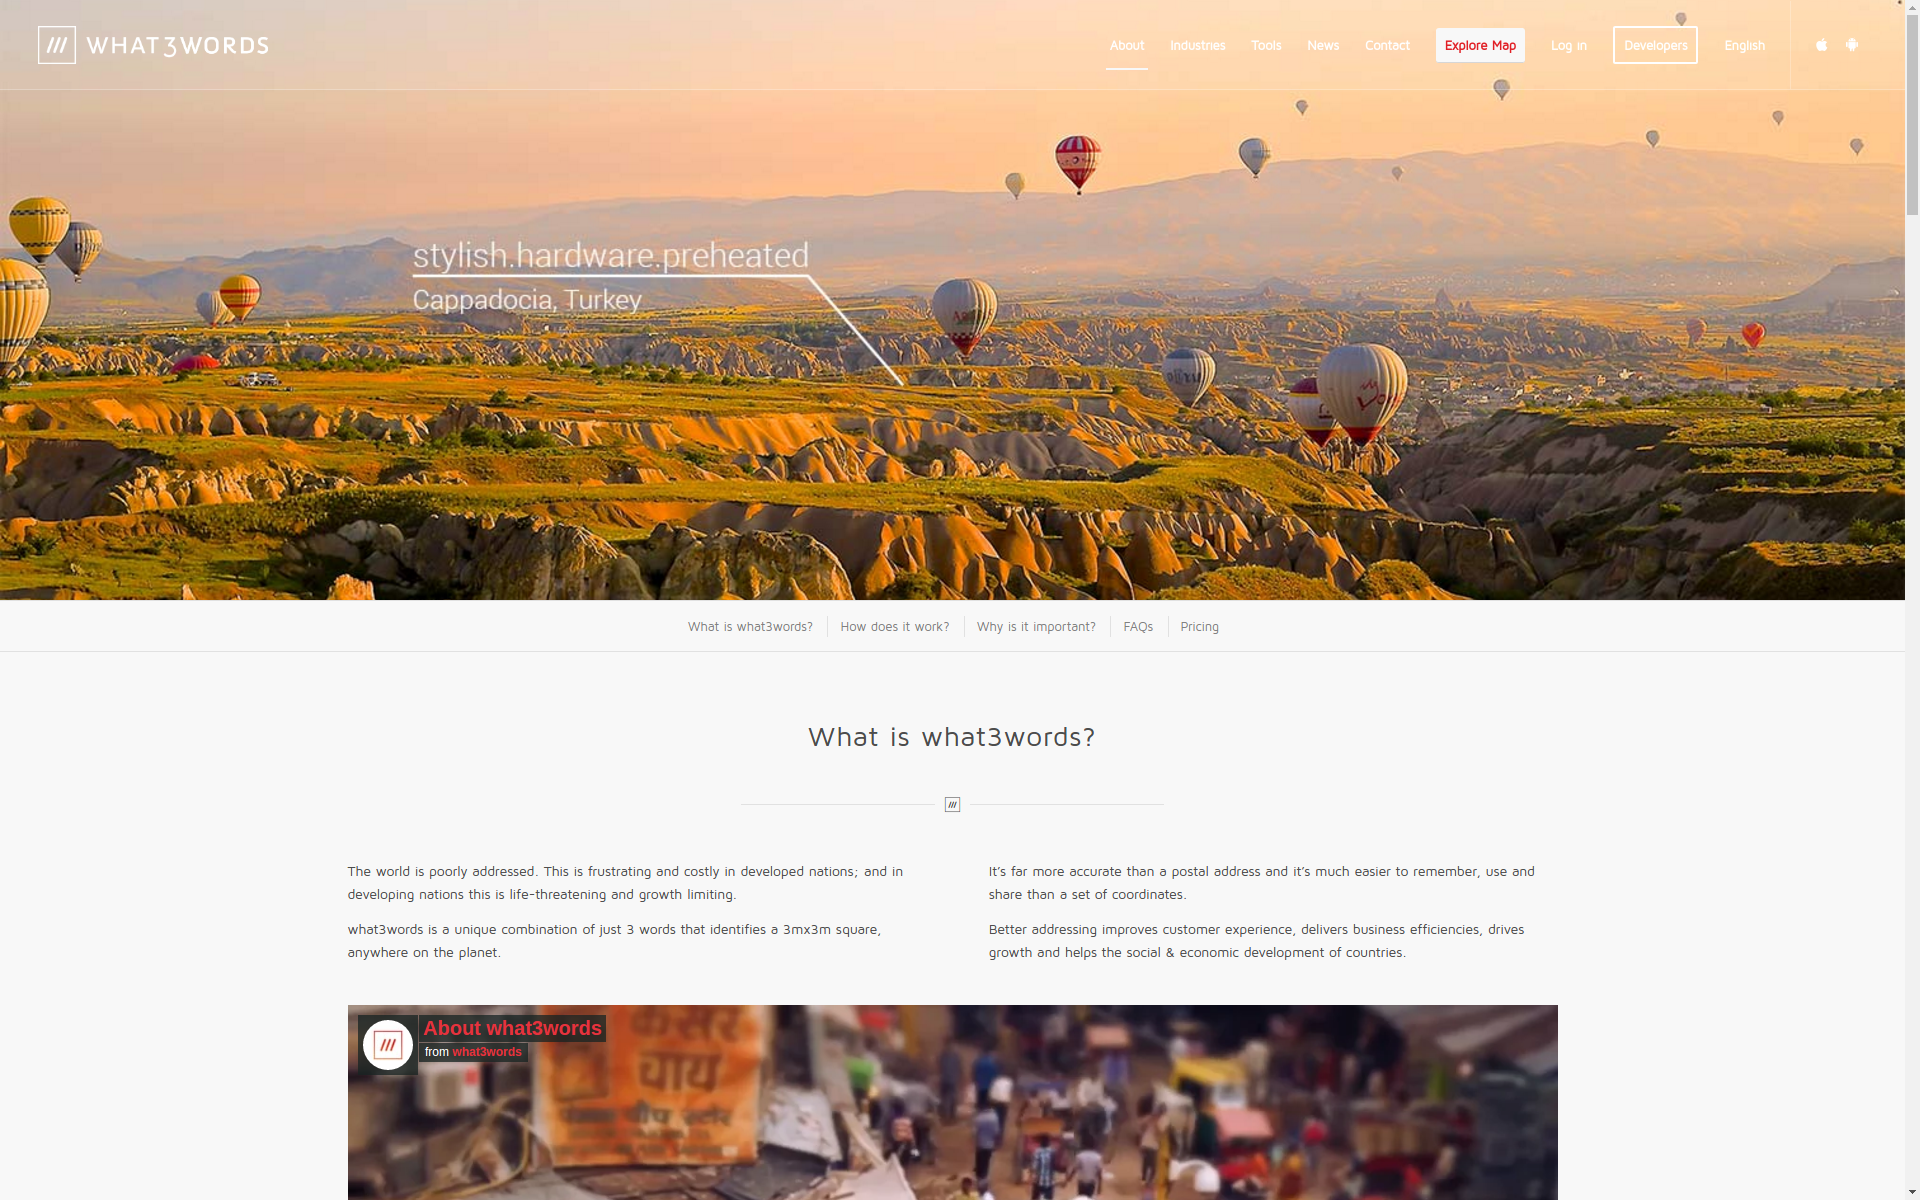 WHAT3WORDS
About Industries Tools News Contact Explore Map Log in Developers English
stylish.hardware.preheated
Cappadocia, Turkey
What is what3words? How does it work? Why is it important? FAQs Pricing
What is what3words?
The world is poorly addressed. This is frustrating and costly in developed nations; and in
developing nations this is life-threatening and growth limiting.
what3words is a unique combination of just 3 words that identifies a 3mx3m square,
anywhere on the planet.
It’s far more accurate than a postal address and it’s much easier to remember, use and
share than a set of coordinates.
Better addressing improves customer experience, delivers business efficiencies, drives
growth and helps the social & economic development of countries.
About what3words
from what3words
केसर
चाय